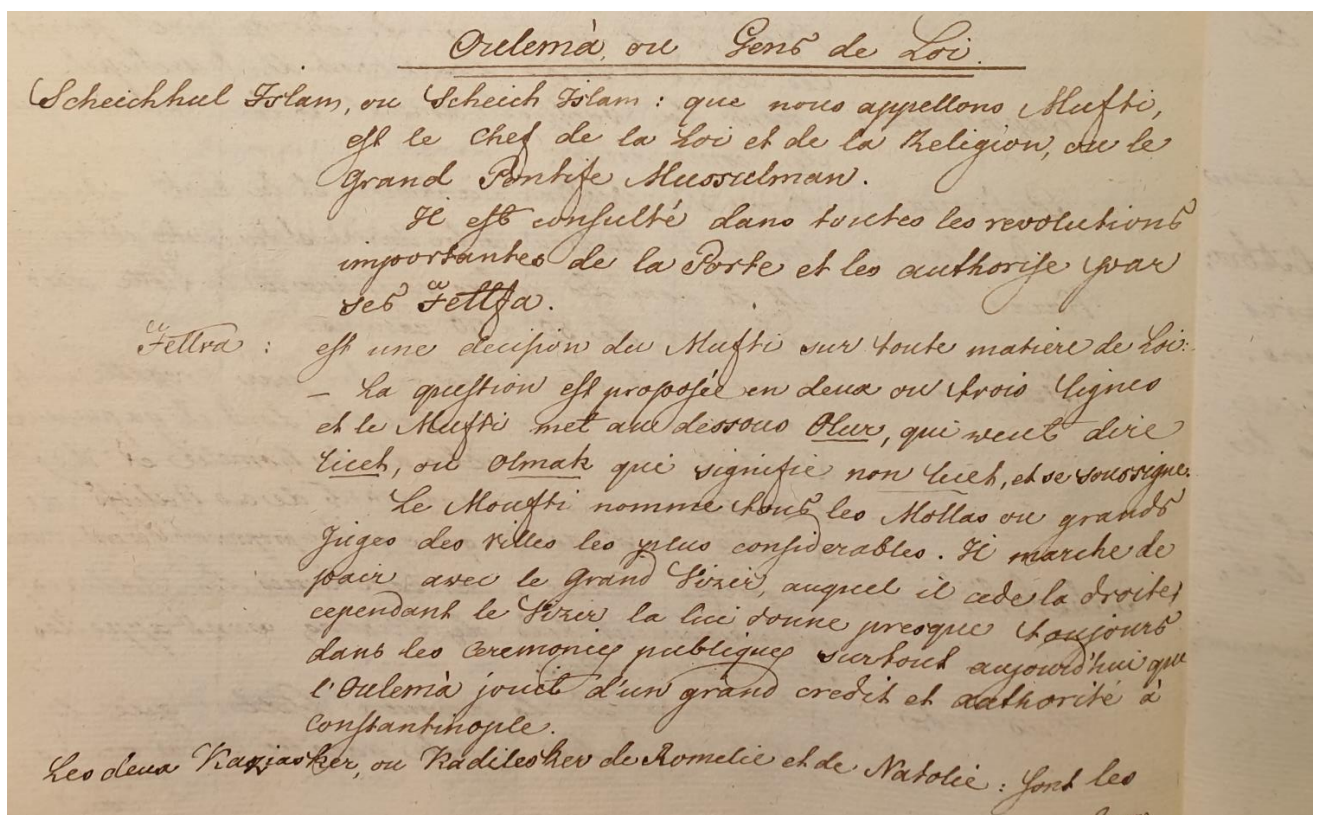 Oulemà, ou Gens de Loi.
Scheichhul Islam, ou Scheich Islam : que nous appellons Mufti,
est le Chef de la Loi et de la Religion, ou le
Grand Pontife Mussulman.
Il est consulté dans toutes les revolutions
importantes de la Porte et les authorise par
ses Fettfa.
Fettva : est une decision du Mufti sur toute matiere de Loi:
– La question est proposée en deux ou trois lignes
et le Mufti met au dessous Olur, qui veut dire
licet, ou Olmak qui signifie non licet, et se soussigne.
Le Moufti nomme tous les Mollas ou grands
Juges des Villes les plus considerables. Il marche de
pair avec le Grand Vizir, auquel il cede la droite,
cependant le Vizir la lui donne presque toujours
dans les Ceremonies publiques surtout aujourd'hui que
l'Oulemà jouit d'un grand credit et authorité à
Constantinople.
Les deux Kazjasker, ou Kadilesker de Romelie et de Natolie : sont les